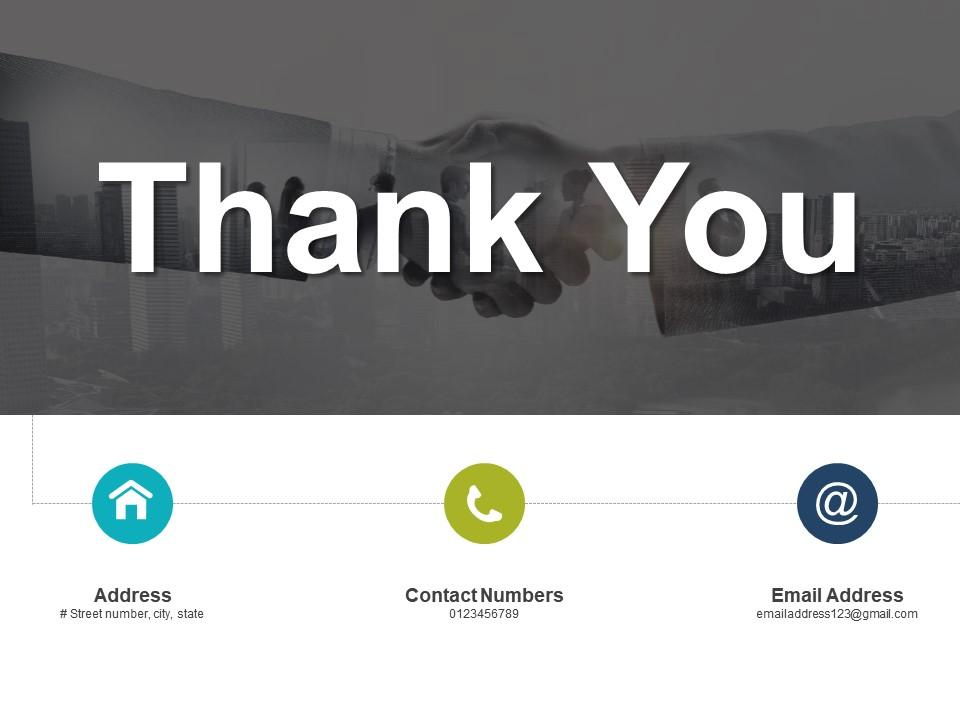 Thank You
@
Address
# Street number, city, state
Contact Numbers
0123456789
Email Address
emailaddress123@gmail.com